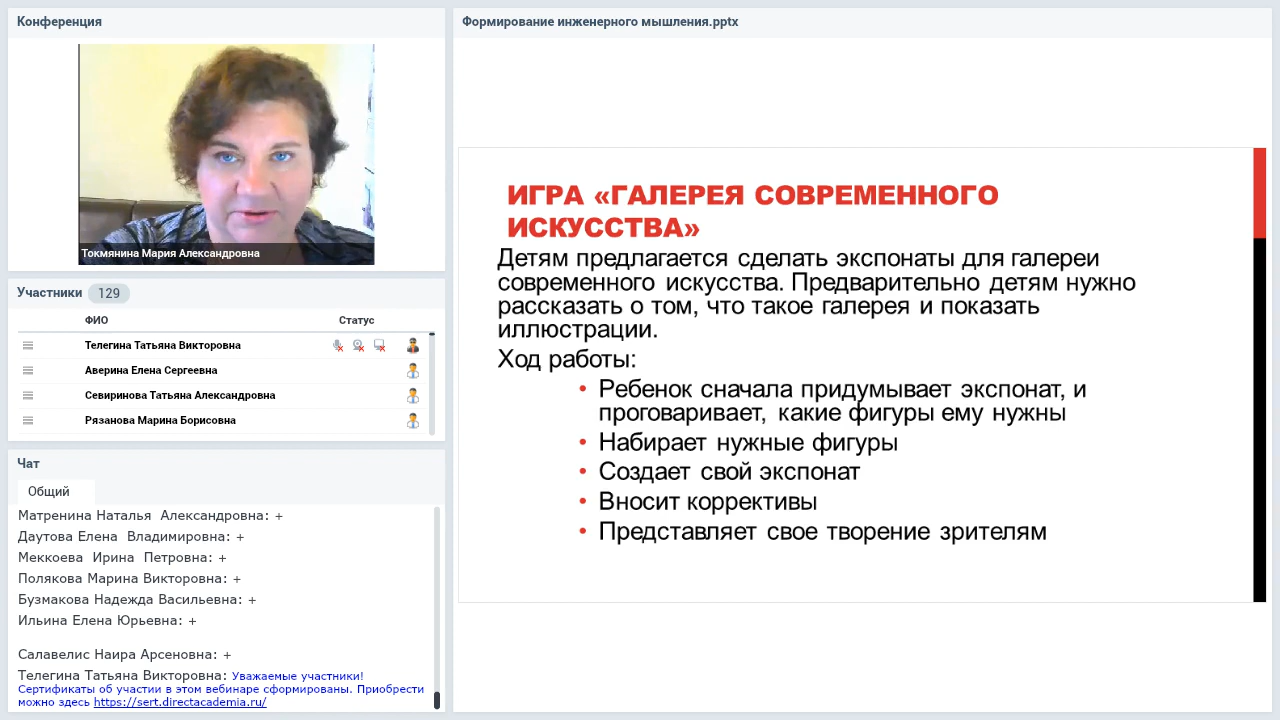 Конференция
Токмянина Мария Александровна
Участники 129
ФИО Статус
Телегина Татьяна Викторовна
Аверина Елена Сергеевна
Севиринова Татьяна Александровна
Рязанова Марина Борисовна
Чат
Общий
Матренина Наталья Александровна: +
Даутова Елена Владимировна: +
Меккоева Ирина Петровна: +
Полякова Марина Викторовна: +
Бузмакова Надежда Васильевна: +
Ильина Елена Юрьевна: +
Салавелис Наира Арсеновна: +
Телегина Татьяна Викторовна: Уважаемые участники!
Сертификаты об участии в этом вебинаре сформированы. Приобрести
можно здесь https://sert.directacademia.ru/
Формирование инженерного мышления.pptx
ИГРА «ГАЛЕРЕЯ СОВРЕМЕННОГО
ИСКУССТВА»
Детям предлагается сделать экспонаты для галереи
современного искусства. Предварительно детям нужно
рассказать о том, что такое галерея и показать
иллюстрации.
Ход работы:
• Ребенок сначала придумывает экспонат, и
проговаривает, какие фигуры ему нужны
• Набирает нужные фигуры
• Создает свой экспонат
• Вносит коррективы
• Представляет свое творение зрителям